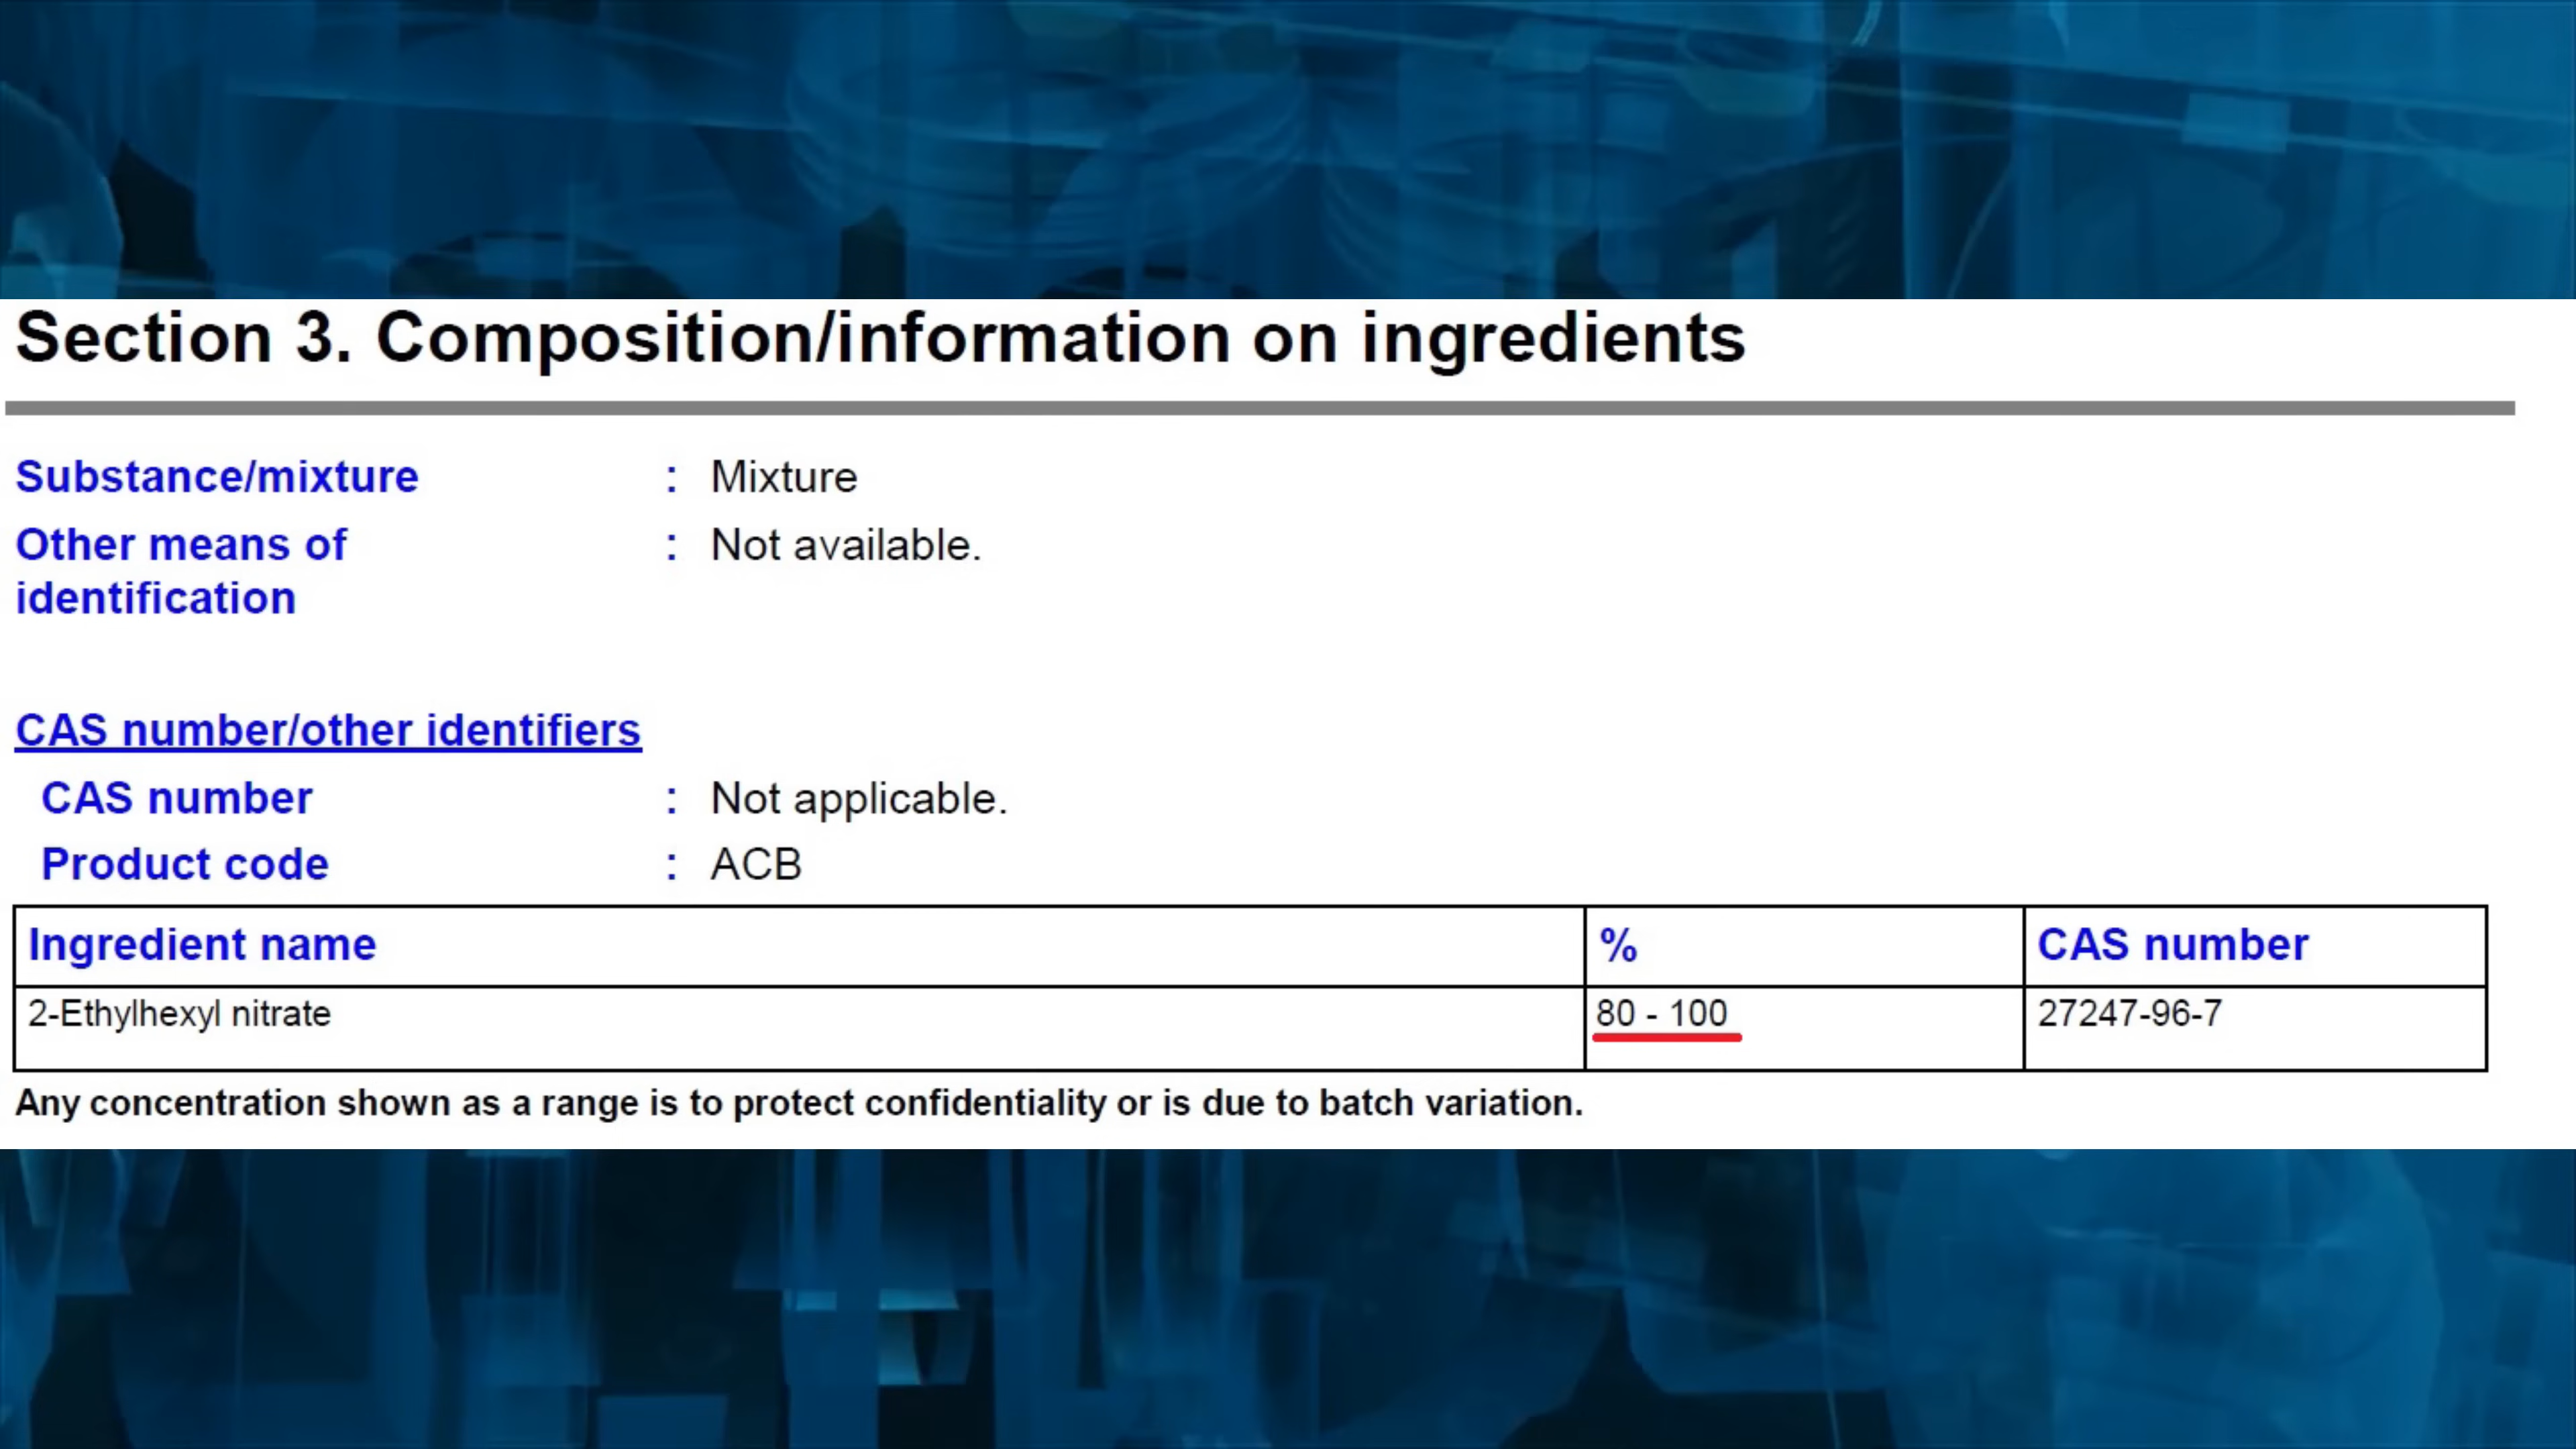 Section 3. Composition/information on ingredients
Substance/mixture : Mixture
Other means of : Not available.
identification
CAS number/other identifiers
CAS number : Not applicable.
Product code : ACB
Ingredient name % CAS number
2-Ethylhexyl nitrate 80 - 100 27247-96-7
Any concentration shown as a range is to protect confidentiality or is due to batch variation.